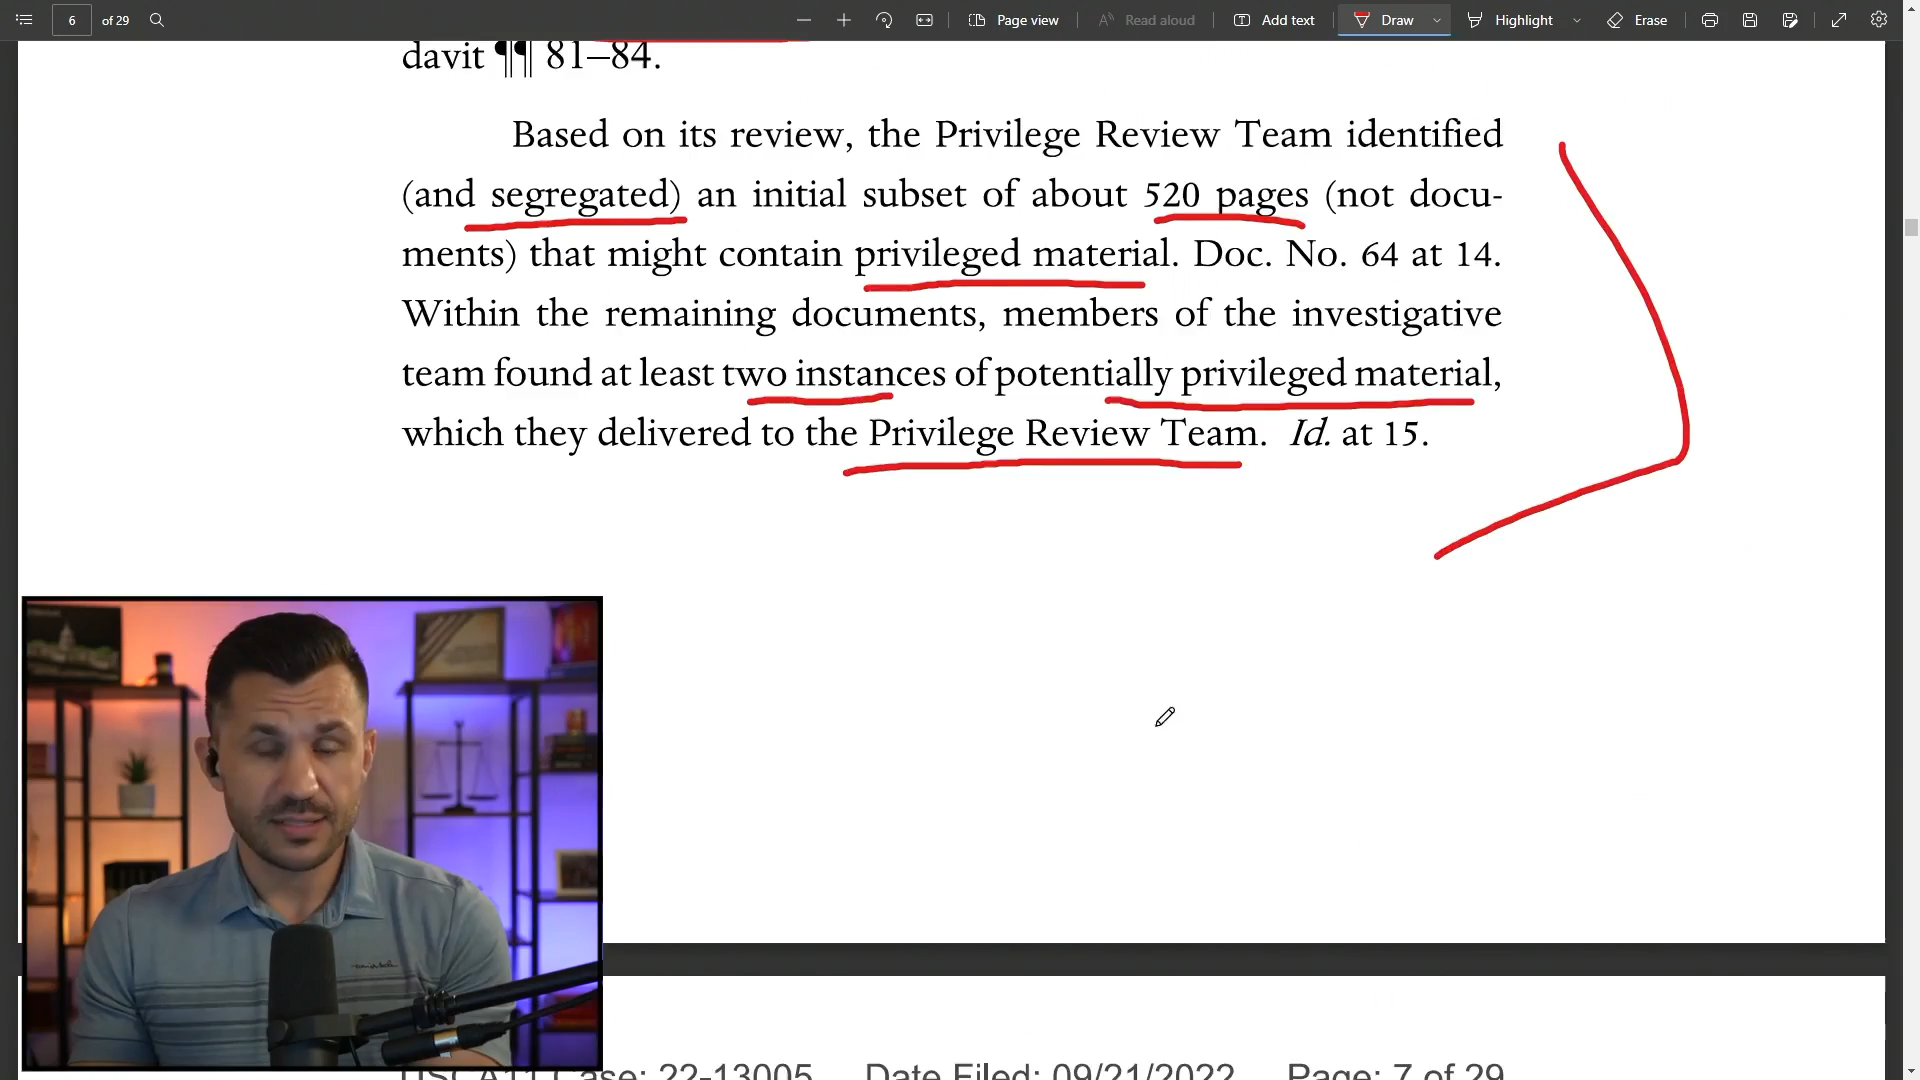 6 of 29 Page view Read aloud Add text Draw Highlight Erase
davit ¶¶ 81–84.
Based on its review, the Privilege Review Team identified
(and segregated) an initial subset of about 520 pages (not docu-
ments) that might contain privileged material. Doc. No. 64 at 14.
Within the remaining documents, members of the investigative
team found at least two instances of potentially privileged material,
which they delivered to the Privilege Review Team. Id. at 15.
USCA11 Case: 22-13005 Date Filed: 09/21/2022 Page: 7 of 29